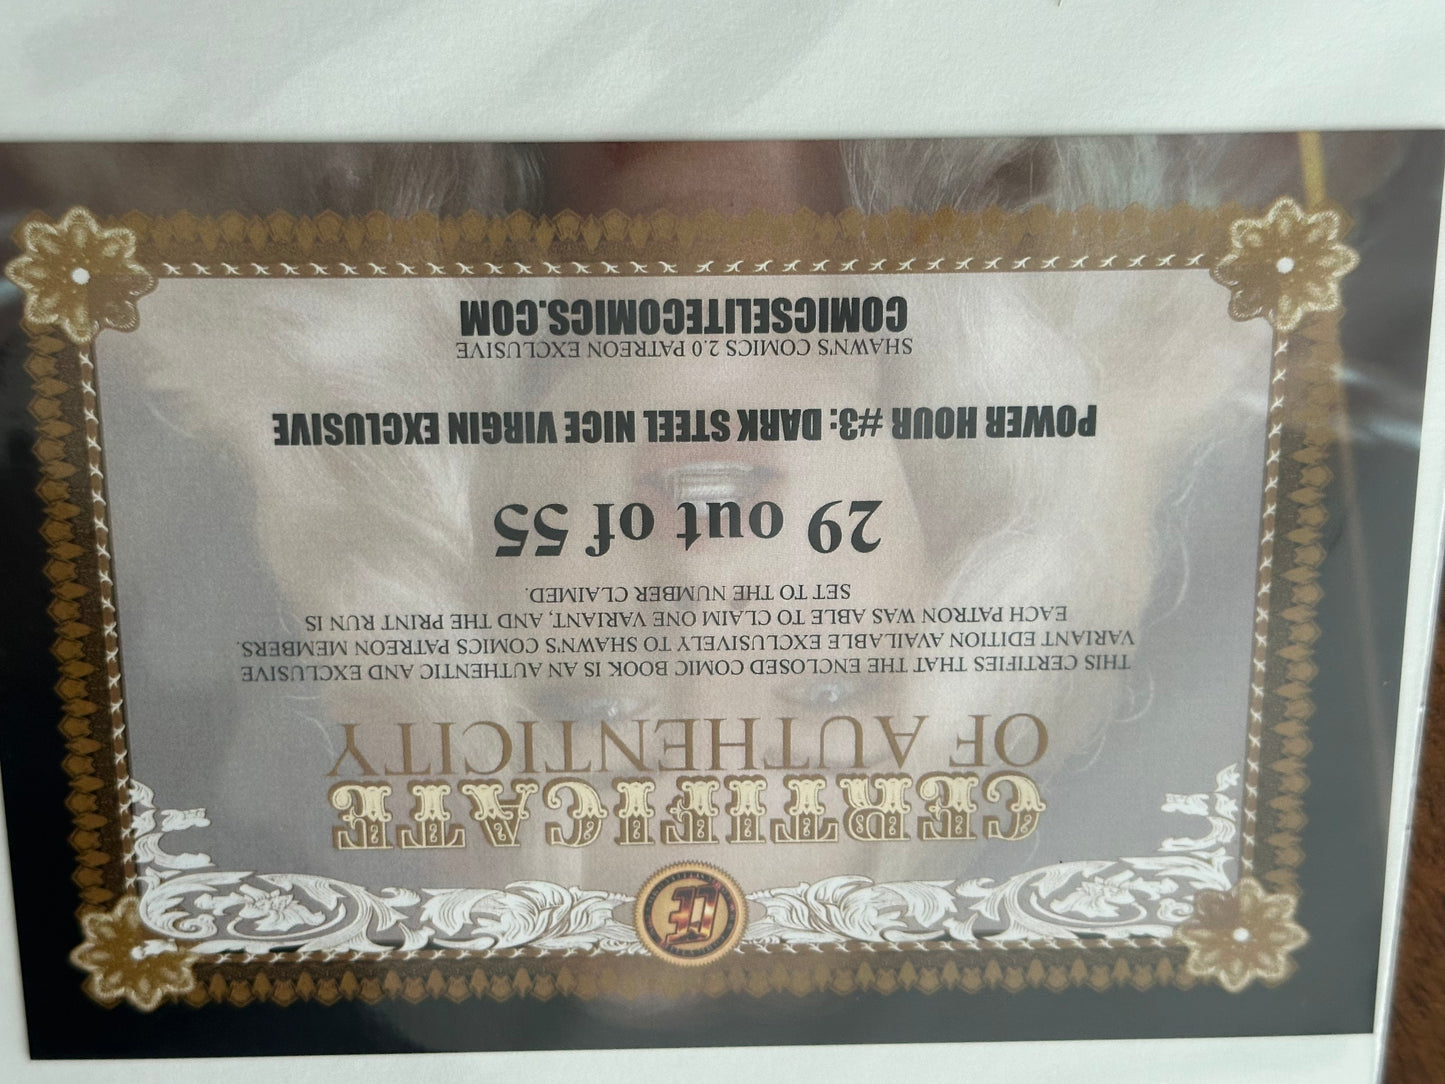 CERTIFICATE
OF AUTHENTICITY
THIS CERTIFIES THAT THE ENCLOSED COMIC BOOK IS AN AUTHENTIC AND EXCLUSIVE
VARIANT EDITION AVAILABLE EXCLUSIVELY TO SHAWN'S COMICS PATREON MEMBERS.
EACH PATRON WAS ABLE TO CLAIM ONE VARIANT, AND THE PRINT RUN IS
SET TO THE NUMBER CLAIMED.
29 out of 55
POWER HOUR #3: DARK STEEL NICE VIRGIN EXCLUSIVE
SHAWN'S COMICS 2.0 PATREON EXCLUSIVE
COMICSELITECOMICS.COM